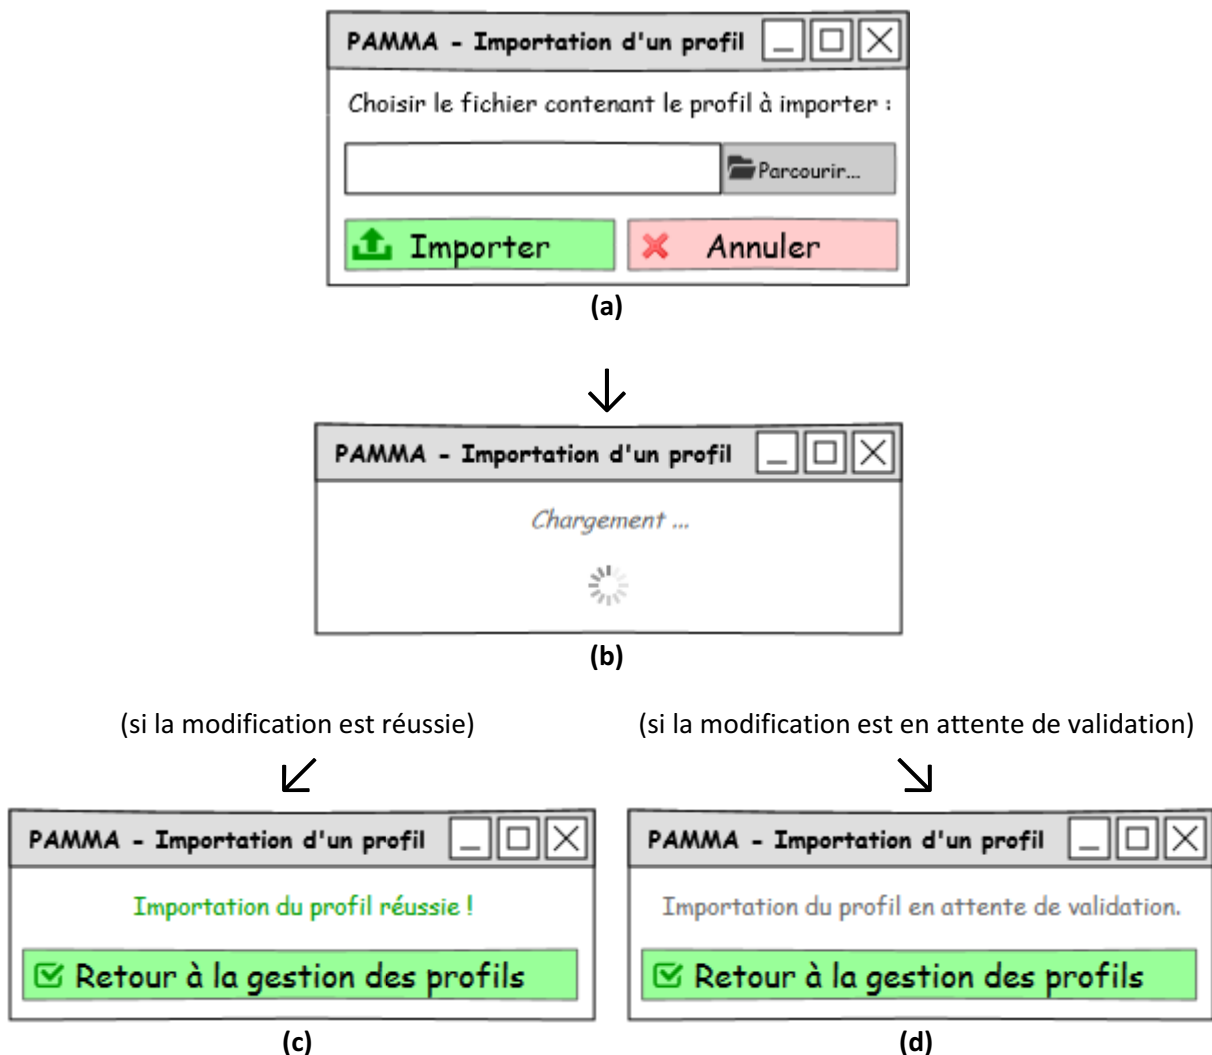 PAMMA - Importation d'un profil
Choisir le fichier contenant le profil à importer :
Parcourir...
Importer
Annuler
(a)
PAMMA - Importation d'un profil
Chargement ...
(b)
(si la modification est réussie)
(si la modification est en attente de validation)
PAMMA - Importation d'un profil
Importation du profil réussie !
Retour à la gestion des profils
(c)
PAMMA - Importation d'un profil
Importation du profil en attente de validation.
Retour à la gestion des profils
(d)